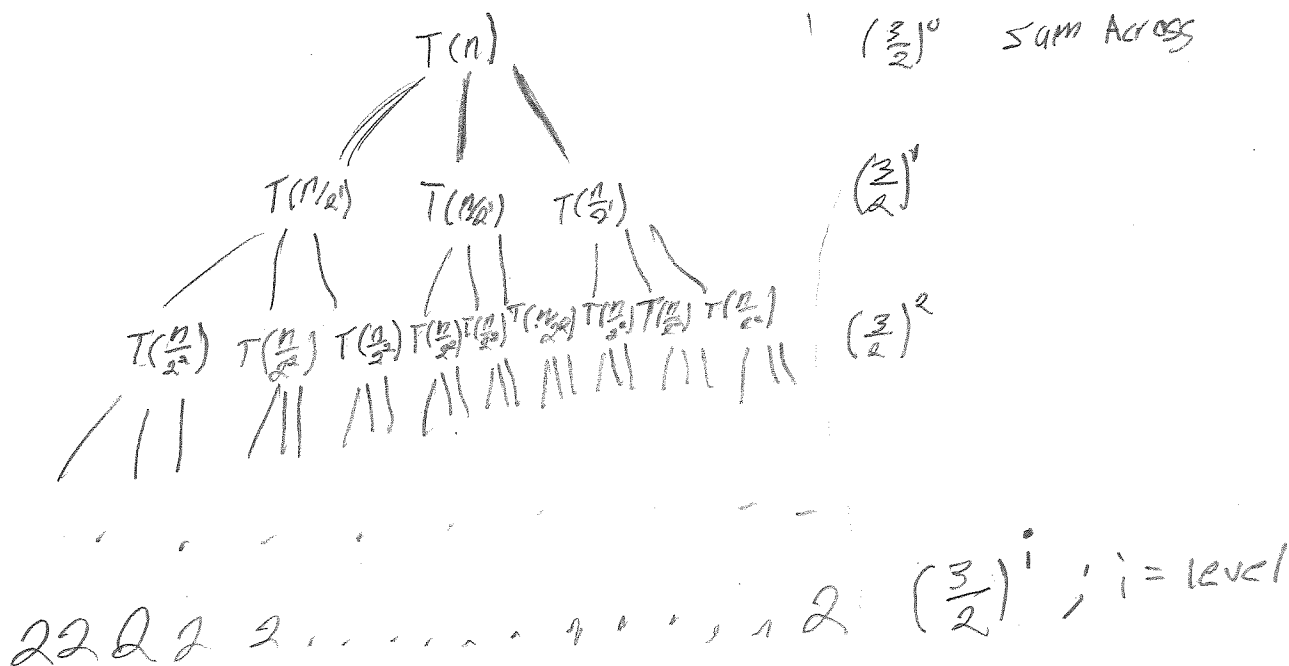 T(n) (3/2)^0 Sum Across
T(n/2^1) T(n/2^1) T(n/2^1) (3/2)^1
T(n/2^2) T(n/2^2) T(n/2^2) T(n/2^2) T(n/2^2) T(n/2^2) T(n/2^2) T(n/2^2) T(n/2^2) (3/2)^2
2 2 2 2 2 . . . . . . . . . . . 2 (3/2)^i ; i = level